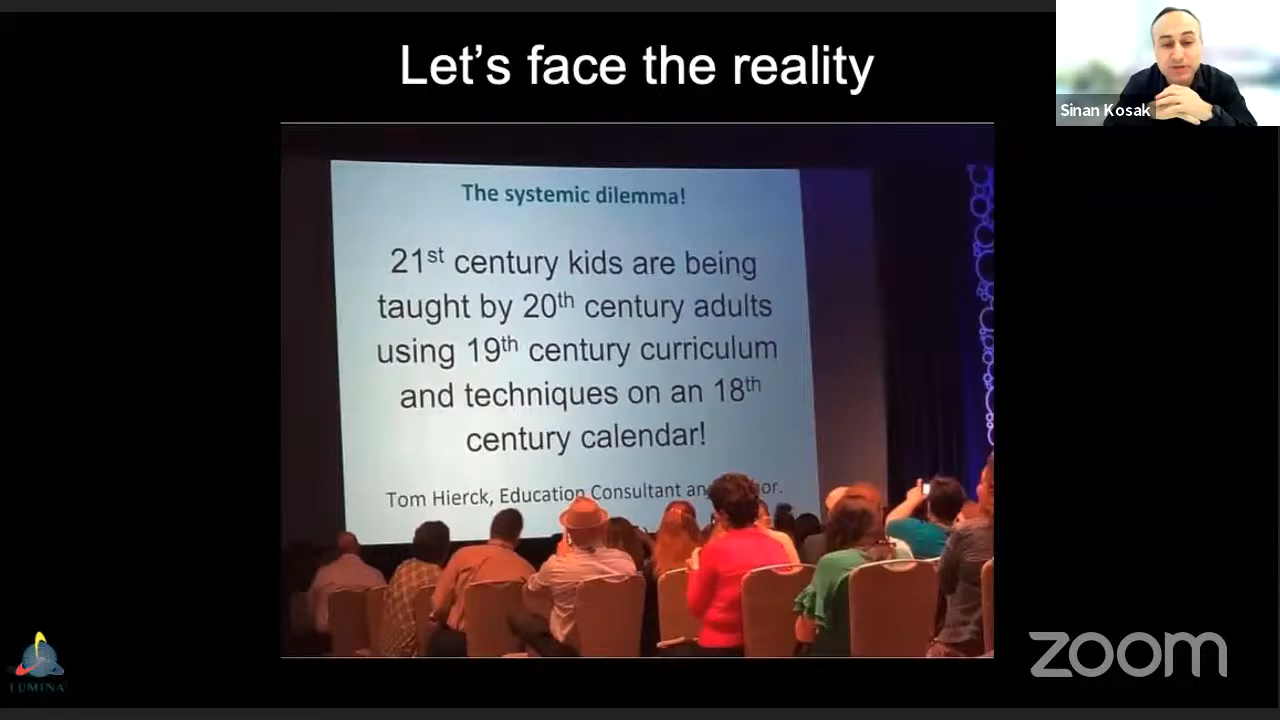 Let's face the reality
Sinan Kosak
The systemic dilemma!
21st century kids are being
taught by 20th century adults
using 19th century curriculum
and techniques on an 18th
century calendar!
Tom Hierck, Education Consultant
LUMINA
zoom